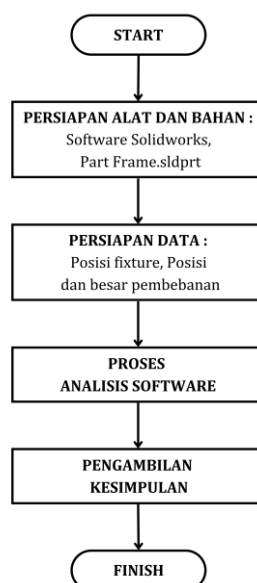 START
PERSIAPAN ALAT DAN BAHAN :
Software Solidworks,
Part Frame.sldprt
PERSIAPAN DATA :
Posisi fixture, Posisi
dan besar pembebanan
PROSES
ANALISIS SOFTWARE
PENGAMBILAN
KESIMPULAN
FINISH